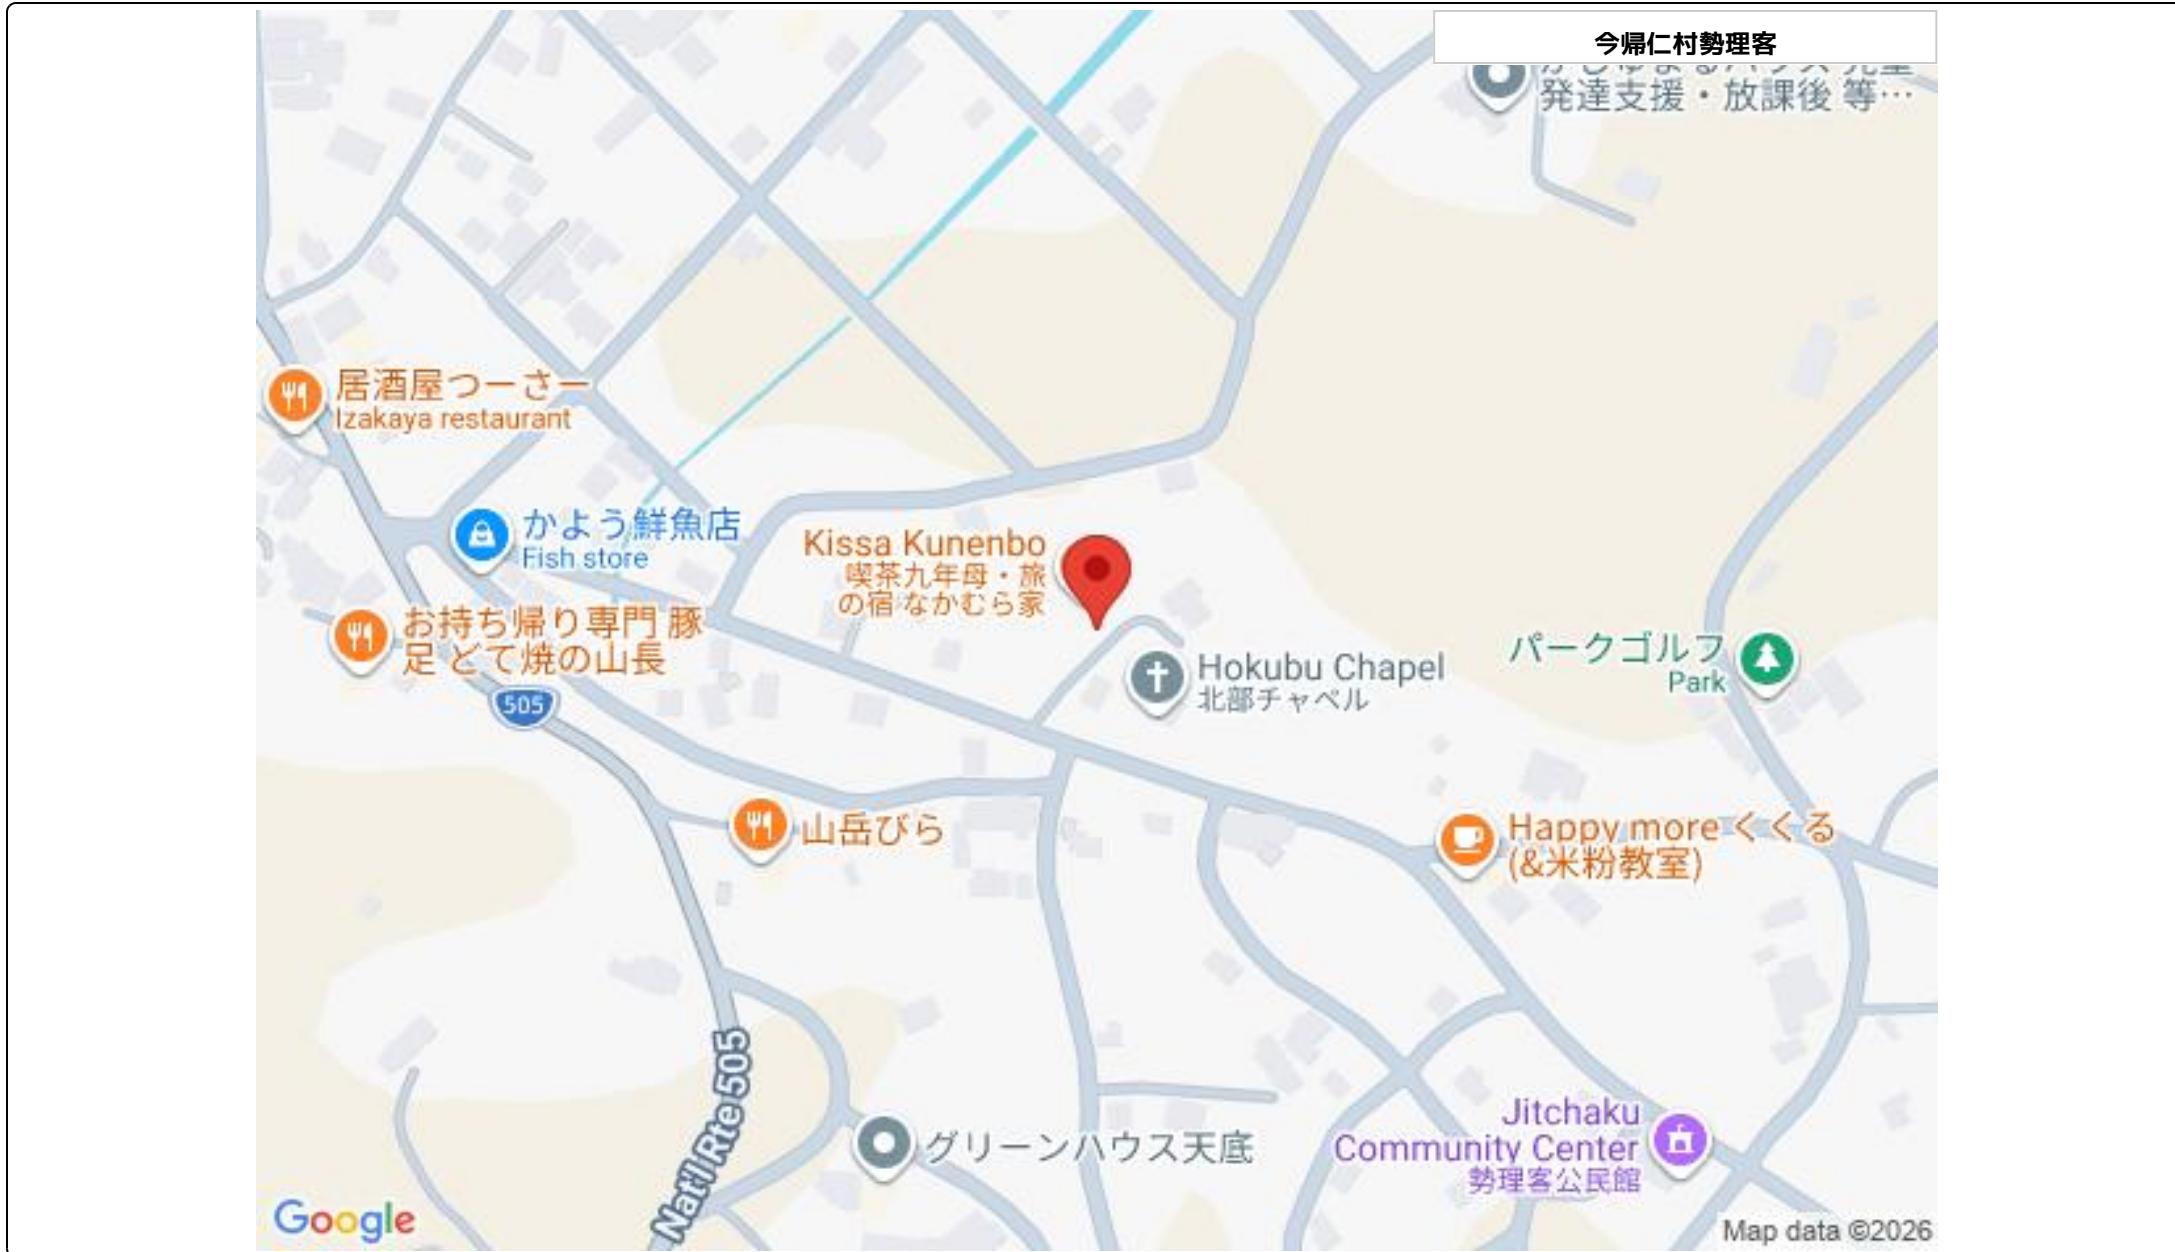 今帰仁村勢理客
発達支援・放課後 等…
居酒屋つーさー
Izakaya restaurant
かよう鮮魚店
Fish store
Kissa Kunenbo
喫茶九年母・旅
の宿 なかむら家
お持ち帰り専門 豚
足 どて焼の山長
505
Hokubu Chapel
北部チャペル
パークゴルフ
Park
山岳びら
Happy more くくる
(&米粉教室)
Nat'l Rte 505
グリーンハウス天底
Jitchaku
Community Center
勢理客公民館
Google
Map data ©2026